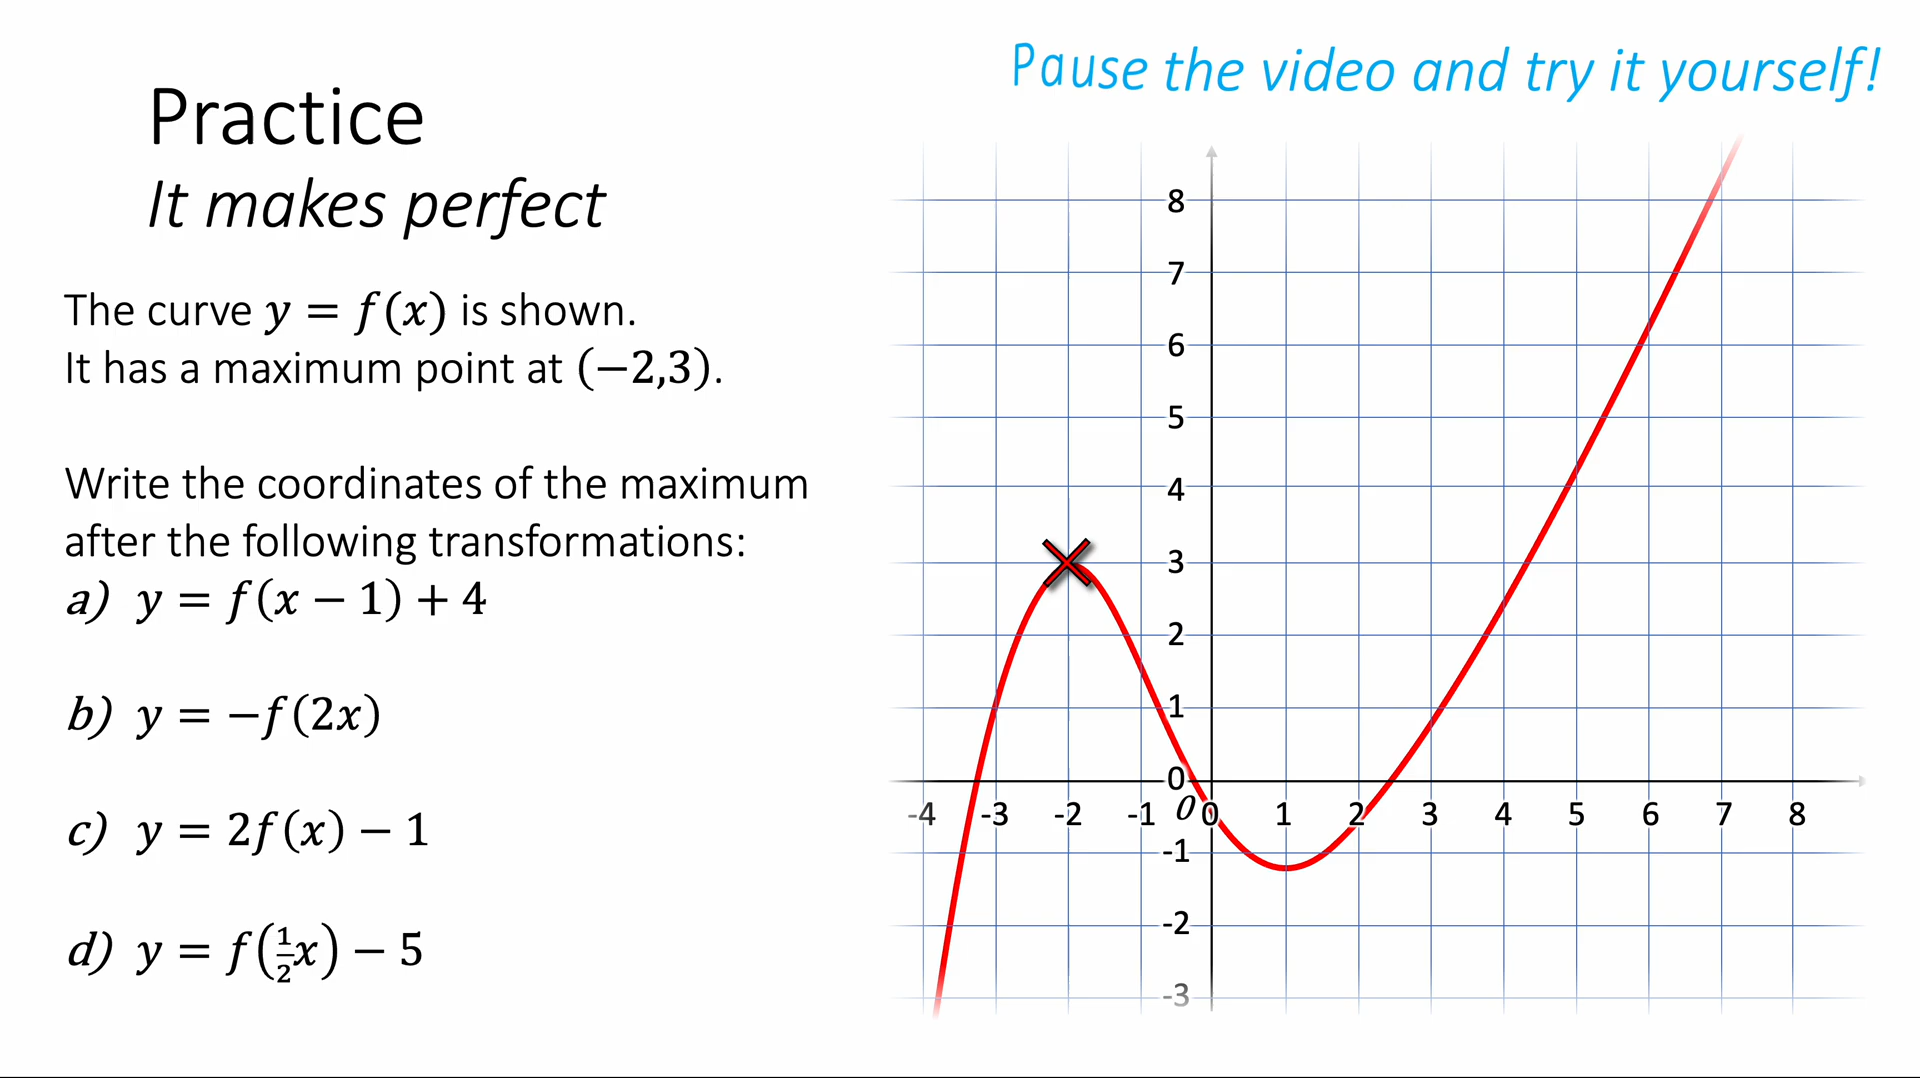 Pause the video and try it yourself!
Practice
It makes perfect
The curve y = f(x) is shown.
It has a maximum point at (−2,3).
Write the coordinates of the maximum
after the following transformations:
a) y = f(x − 1) + 4
b) y = −f(2x)
c) y = 2f(x) − 1
d) y = f(½x) − 5
8
7
6
5
4
3
2
1
0
-4 -3 -2 -1 O 0 1 2 3 4 5 6 7 8
-1
-2
-3